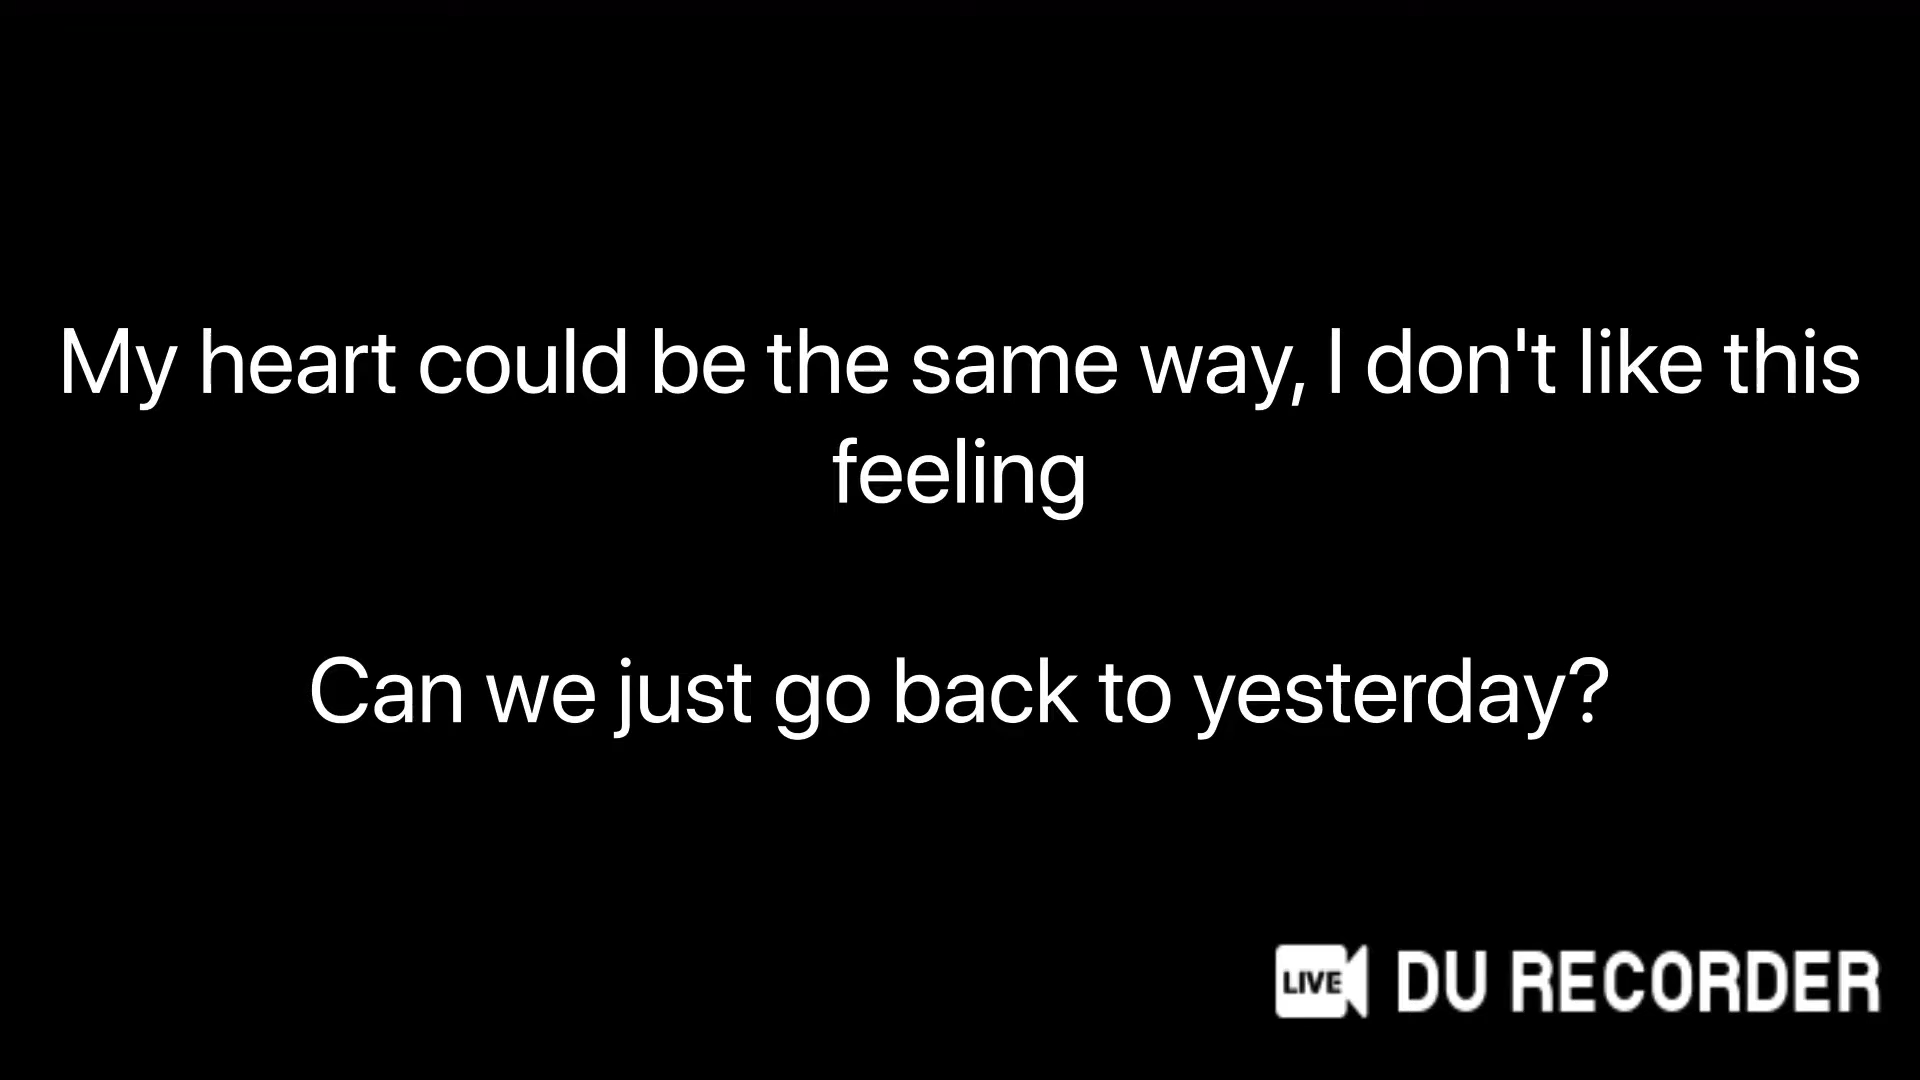 My heart could be the same way, I don't like this
feeling
Can we just go back to yesterday?
LIVE DU RECORDER